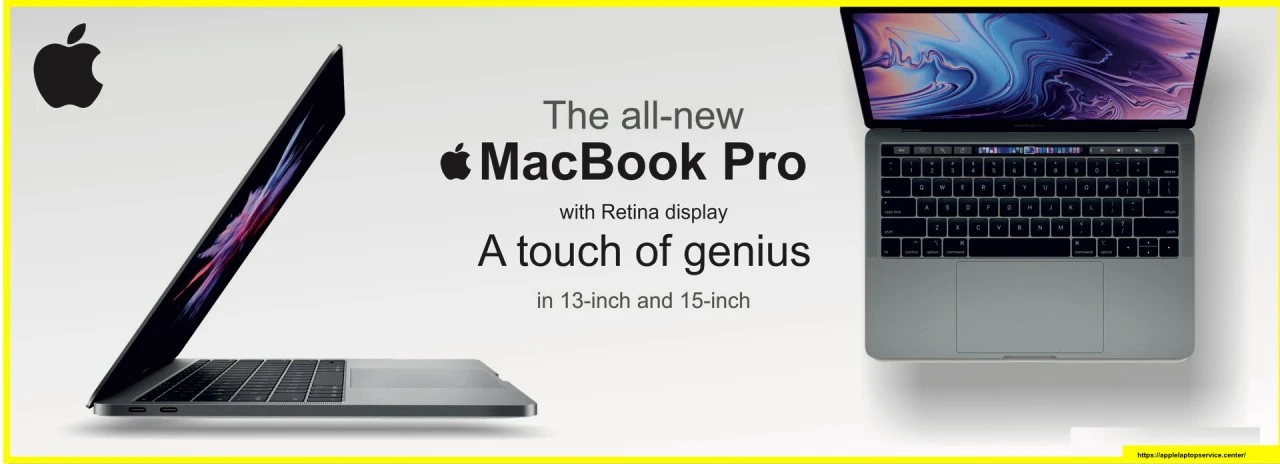 The all-new
MacBook Pro
with Retina display
A touch of genius
in 13-inch and 15-inch
Q W E R T Y U I O P
A S D F G H J K L
Z X C V B N M
https://applelaptopservice.center/